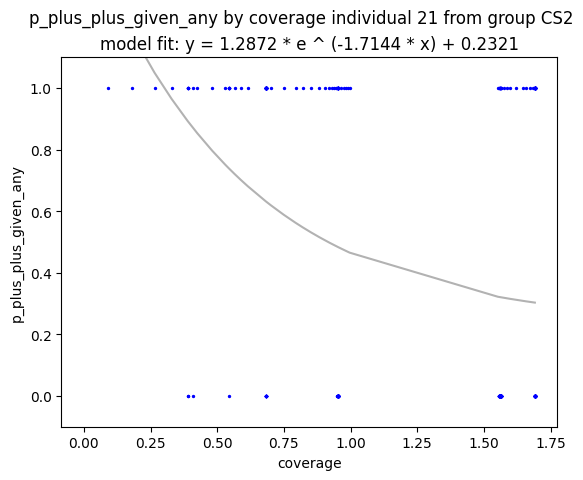 p_plus_plus_given_any by coverage individual 21 from group CS2
model fit: y = 1.2872 * e ^ (-1.7144 * x) + 0.2321
1.0
0.8
0.6
0.4
0.2
0.0
p_plus_plus_given_any
0.00 0.25 0.50 0.75 1.00 1.25 1.50 1.75
coverage